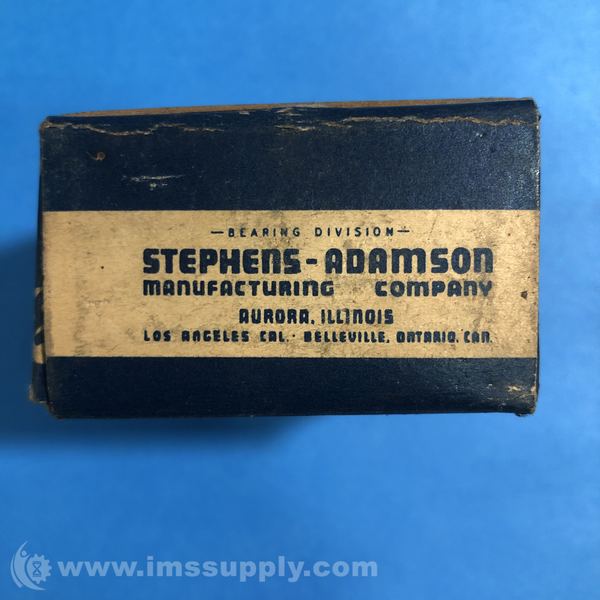 —BEARING DIVISION—
STEPHENS-ADAMSON
MANUFACTURING COMPANY
AURORA, ILLINOIS
LOS ANGELES CAL. · BELLEVILLE, ONTARIO, CAN.
www.imssupply.com